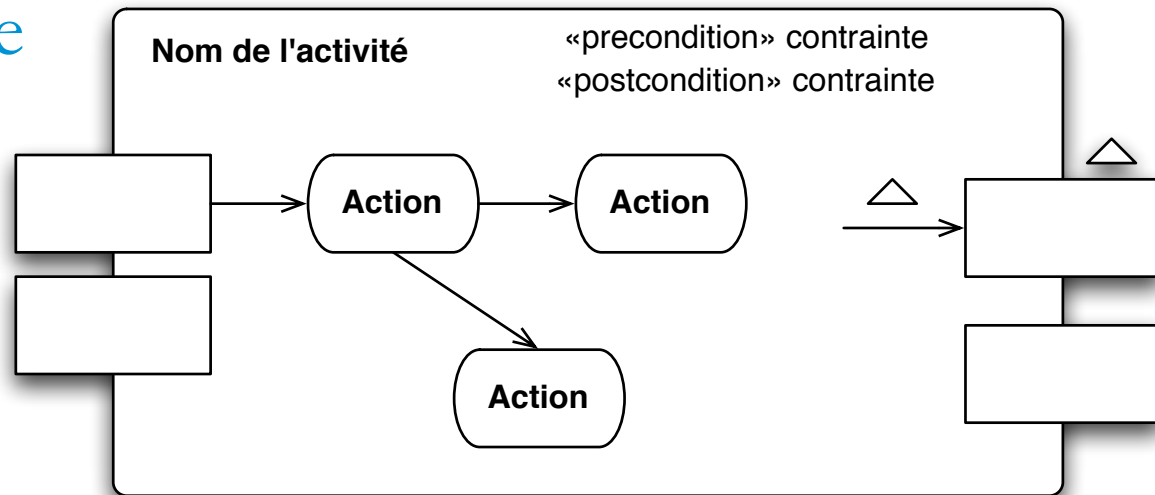 e
Nom de l'activité
«precondition» contrainte
«postcondition» contrainte
Action
Action
Action